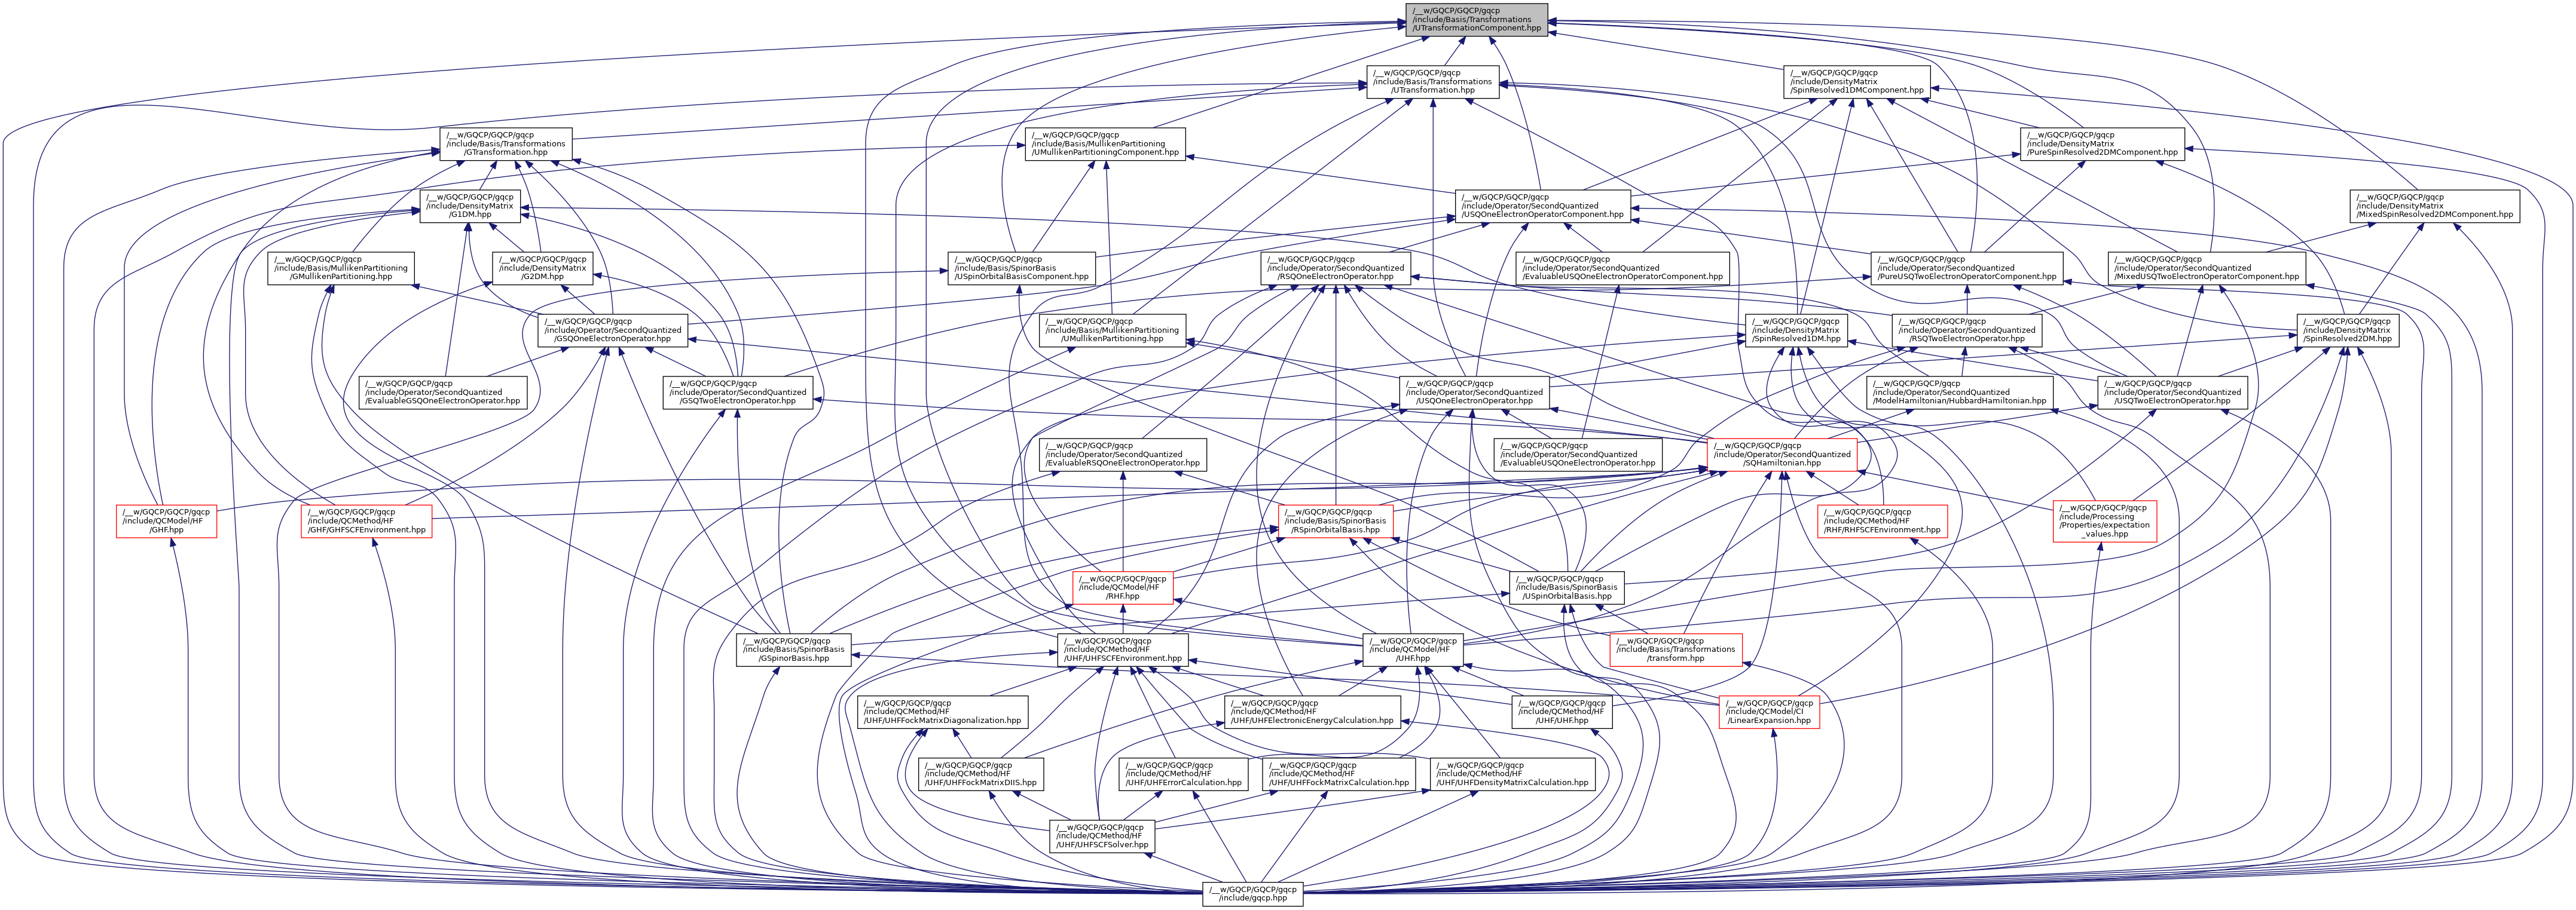 /__w/GQCP/GQCP/gqcp
/include/Basis/Transformations
/UTransformationComponent.hpp
/__w/GQCP/GQCP/gqcp
/include/Basis/Transformations
/UTransformation.hpp
/__w/GQCP/GQCP/gqcp
/include/DensityMatrix
/SpinResolved1DMComponent.hpp
/__w/GQCP/GQCP/gqcp
/include/Basis/Transformations
/GTransformation.hpp
/__w/GQCP/GQCP/gqcp
/include/Basis/MullikenPartitioning
/UMullikenPartitioningComponent.hpp
/__w/GQCP/GQCP/gqcp
/include/DensityMatrix
/PureSpinResolved2DMComponent.hpp
/__w/GQCP/GQCP/gqcp
/include/DensityMatrix
/G1DM.hpp
/__w/GQCP/GQCP/gqcp
/include/Operator/SecondQuantized
/USQOneElectronOperatorComponent.hpp
/__w/GQCP/GQCP/gqcp
/include/DensityMatrix
/MixedSpinResolved2DMComponent.hpp
/__w/GQCP/GQCP/gqcp
/include/Basis/MullikenPartitioning
/GMullikenPartitioning.hpp
/__w/GQCP/GQCP/gqcp
/include/DensityMatrix
/G2DM.hpp
/__w/GQCP/GQCP/gqcp
/include/Basis/SpinorBasis
/USpinOrbitalBasisComponent.hpp
/__w/GQCP/GQCP/gqcp
/include/Operator/SecondQuantized
/RSQOneElectronOperator.hpp
/__w/GQCP/GQCP/gqcp
/include/Operator/SecondQuantized
/EvaluableUSQOneElectronOperatorComponent.hpp
/__w/GQCP/GQCP/gqcp
/include/Operator/SecondQuantized
/PureUSQTwoElectronOperatorComponent.hpp
/__w/GQCP/GQCP/gqcp
/include/Operator/SecondQuantized
/MixedUSQTwoElectronOperatorComponent.hpp
/__w/GQCP/GQCP/gqcp
/include/Operator/SecondQuantized
/GSQOneElectronOperator.hpp
/__w/GQCP/GQCP/gqcp
/include/Basis/MullikenPartitioning
/UMullikenPartitioning.hpp
/__w/GQCP/GQCP/gqcp
/include/DensityMatrix
/SpinResolved1DM.hpp
/__w/GQCP/GQCP/gqcp
/include/Operator/SecondQuantized
/RSQTwoElectronOperator.hpp
/__w/GQCP/GQCP/gqcp
/include/DensityMatrix
/SpinResolved2DM.hpp
/__w/GQCP/GQCP/gqcp
/include/Operator/SecondQuantized
/EvaluableGSQOneElectronOperator.hpp
/__w/GQCP/GQCP/gqcp
/include/Operator/SecondQuantized
/GSQTwoElectronOperator.hpp
/__w/GQCP/GQCP/gqcp
/include/Operator/SecondQuantized
/USQOneElectronOperator.hpp
/__w/GQCP/GQCP/gqcp
/include/Operator/SecondQuantized
/ModelHamiltonian/HubbardHamiltonian.hpp
/__w/GQCP/GQCP/gqcp
/include/Operator/SecondQuantized
/USQTwoElectronOperator.hpp
/__w/GQCP/GQCP/gqcp
/include/Operator/SecondQuantized
/EvaluableRSQOneElectronOperator.hpp
/__w/GQCP/GQCP/gqcp
/include/Operator/SecondQuantized
/EvaluableUSQOneElectronOperator.hpp
/__w/GQCP/GQCP/gqcp
/include/Operator/SecondQuantized
/SQHamiltonian.hpp
/__w/GQCP/GQCP/gqcp
/include/QCModel/HF
/GHF.hpp
/__w/GQCP/GQCP/gqcp
/include/QCMethod/HF
/GHF/GHFSCFEnvironment.hpp
/__w/GQCP/GQCP/gqcp
/include/Basis/SpinorBasis
/RSpinOrbitalBasis.hpp
/__w/GQCP/GQCP/gqcp
/include/QCMethod/HF
/RHF/RHFSCFEnvironment.hpp
/__w/GQCP/GQCP/gqcp
/include/Processing
/Properties/expectation
_values.hpp
/__w/GQCP/GQCP/gqcp
/include/QCModel/HF
/RHF.hpp
/__w/GQCP/GQCP/gqcp
/include/Basis/SpinorBasis
/USpinOrbitalBasis.hpp
/__w/GQCP/GQCP/gqcp
/include/Basis/SpinorBasis
/GSpinorBasis.hpp
/__w/GQCP/GQCP/gqcp
/include/QCMethod/HF
/UHF/UHFSCFEnvironment.hpp
/__w/GQCP/GQCP/gqcp
/include/QCModel/HF
/UHF.hpp
/__w/GQCP/GQCP/gqcp
/include/Basis/Transformations
/transform.hpp
/__w/GQCP/GQCP/gqcp
/include/QCMethod/HF
/UHF/UHFFockMatrixDiagonalization.hpp
/__w/GQCP/GQCP/gqcp
/include/QCMethod/HF
/UHF/UHFElectronicEnergyCalculation.hpp
/__w/GQCP/GQCP/gqcp
/include/QCMethod/HF
/UHF/UHF.hpp
/__w/GQCP/GQCP/gqcp
/include/QCModel/CI
/LinearExpansion.hpp
/__w/GQCP/GQCP/gqcp
/include/QCMethod/HF
/UHF/UHFFockMatrixDIIS.hpp
/__w/GQCP/GQCP/gqcp
/include/QCMethod/HF
/UHF/UHFErrorCalculation.hpp
/__w/GQCP/GQCP/gqcp
/include/QCMethod/HF
/UHF/UHFFockMatrixCalculation.hpp
/__w/GQCP/GQCP/gqcp
/include/QCMethod/HF
/UHF/UHFDensityMatrixCalculation.hpp
/__w/GQCP/GQCP/gqcp
/include/QCMethod/HF
/UHF/UHFSCFSolver.hpp
/__w/GQCP/GQCP/gqcp
/include/gqcp.hpp